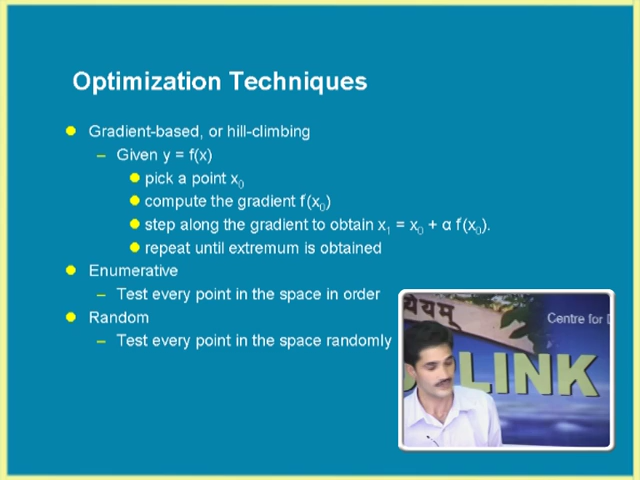 Optimization Techniques
Gradient-based, or hill-climbing
– Given y = f(x)
pick a point x0
compute the gradient f'(x0)
step along the gradient to obtain x1 = x0 + α f'(x0).
repeat until extremum is obtained
Enumerative
– Test every point in the space in order
Random
– Test every point in the space randomly
ध्येयम्
Centre for
LINK